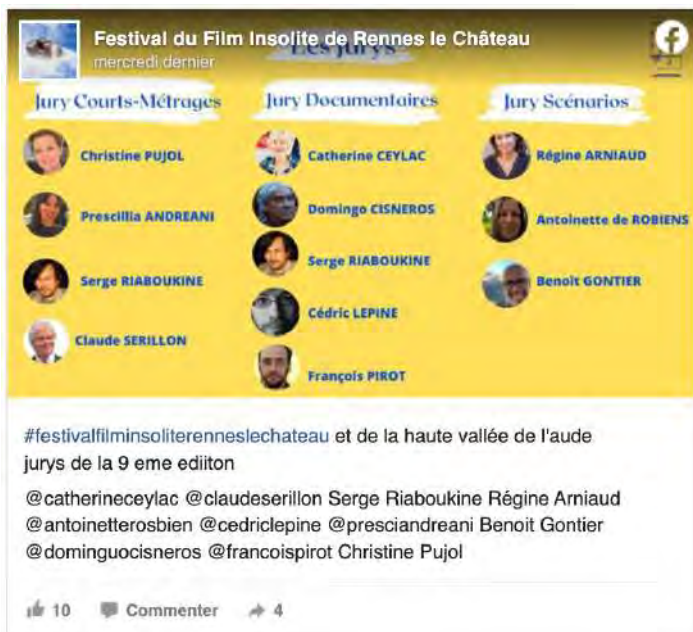 Festival du Film Insolite de Rennes le Château
mercredi dernier
Les Jurys
Jury Courts-Métrages
Christine PUJOL
Prescillia ANDREANI
Serge RIABOUKINE
Claude SERILLON
Jury Documentaires
Catherine CEYLAC
Domingo CISNEROS
Serge RIABOUKINE
Cédric LEPINE
François PIROT
Jury Scénarios
Régine ARNIAUD
Antoinette de ROBIENS
Benoît GONTIER
#festivalfilminsoliterenneslechateau et de la haute vallée de l'aude
jurys de la 9 eme ediiton
@catherineceylac @claudeserillon Serge Riaboukine Régine Arniaud
@antoinetterosbien @cedriclepine @presciandreani Benoit Gontier
@dominguocisneros @francoispirot Christine Pujol
10 Commenter 4